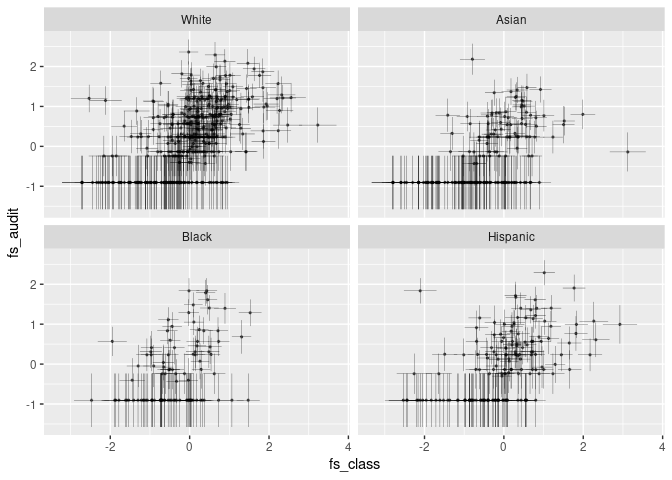 White Asian
2
1
0
-1
Black Hispanic
2
1
0
-1
-2 0 2 4 -2 0 2 4
fs_class
fs_audit